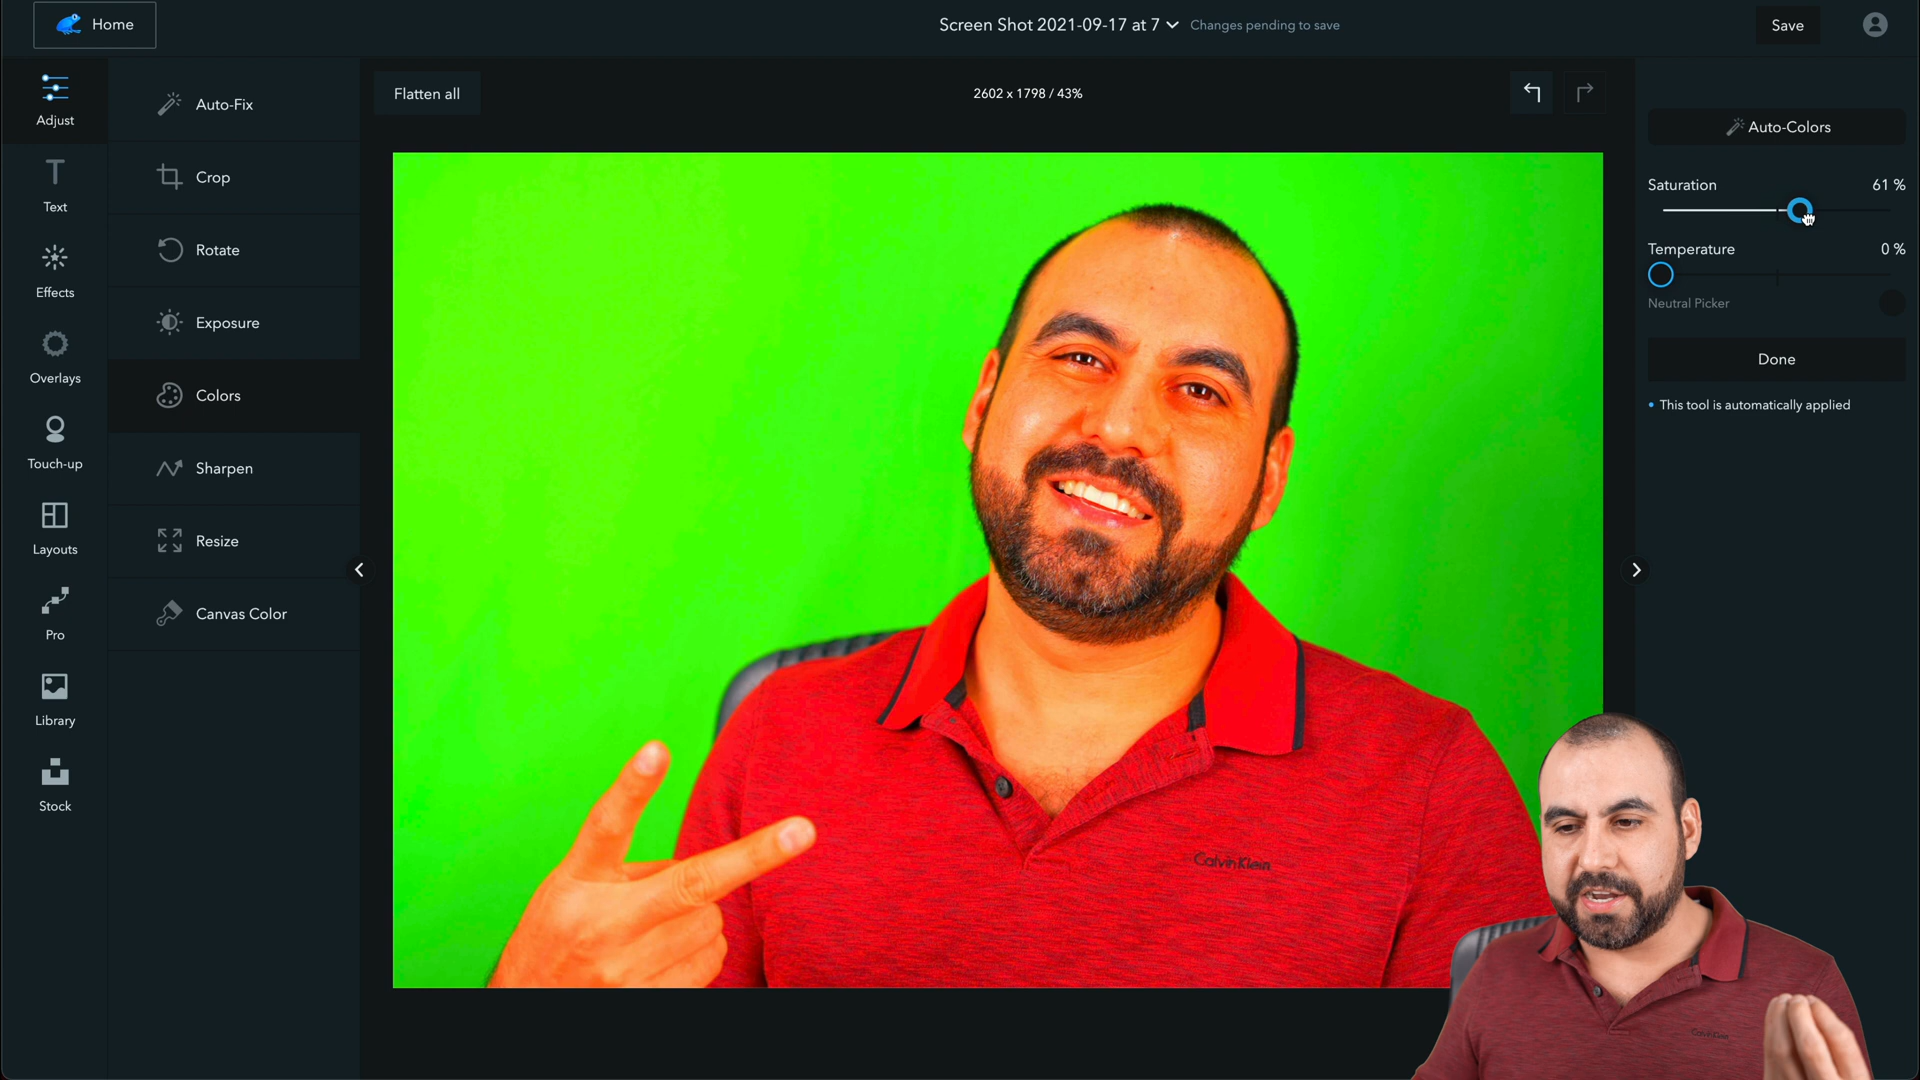 Home
Screen Shot 2021-09-17 at 7
Changes pending to save
Save
Adjust
Text
Effects
Overlays
Touch-up
Layouts
Pro
Library
Stock
Auto-Fix
Crop
Rotate
Exposure
Colors
Sharpen
Resize
Canvas Color
Flatten all
2602 x 1798 / 43%
Calvin Klein
Auto-Colors
Saturation 61 %
Temperature 0 %
Neutral Picker
Done
• This tool is automatically applied
Calvin Klein